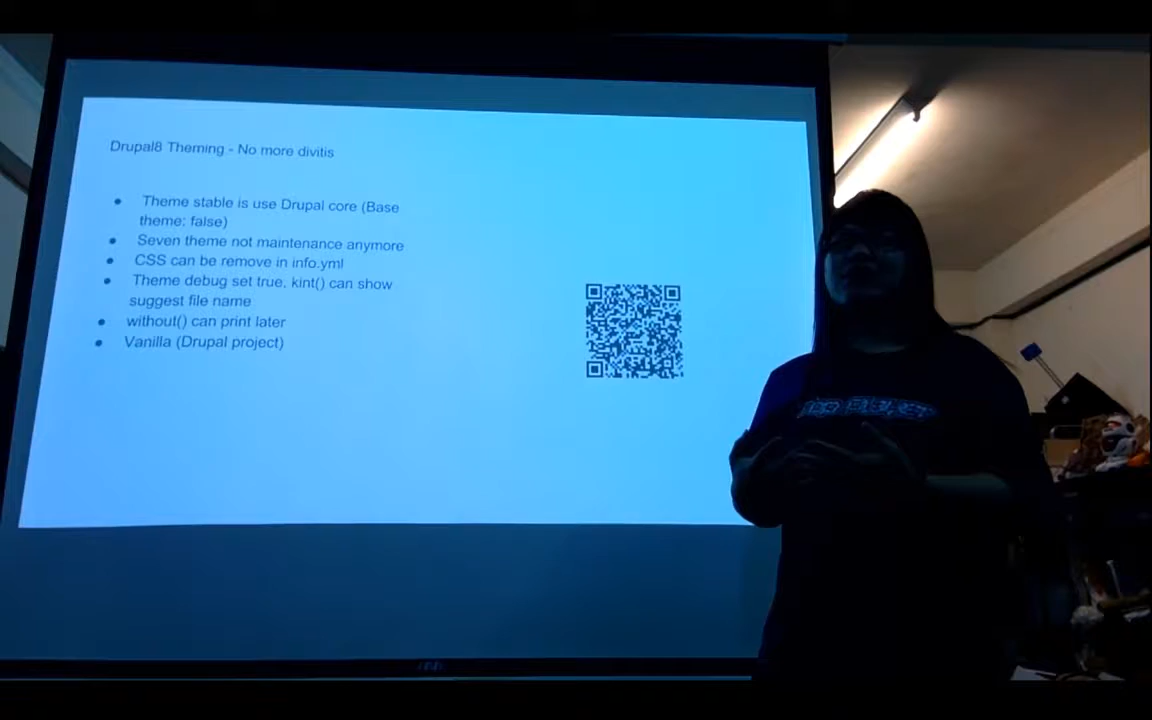 Drupal8 Theming - No more divitis
● Theme stable is use Drupal core (Base
theme: false)
● Seven theme not maintenance anymore
● CSS can be remove in info.yml
● Theme debug set true, kint() can show
suggest file name
● without() can print later
● Vanilla (Drupal project)